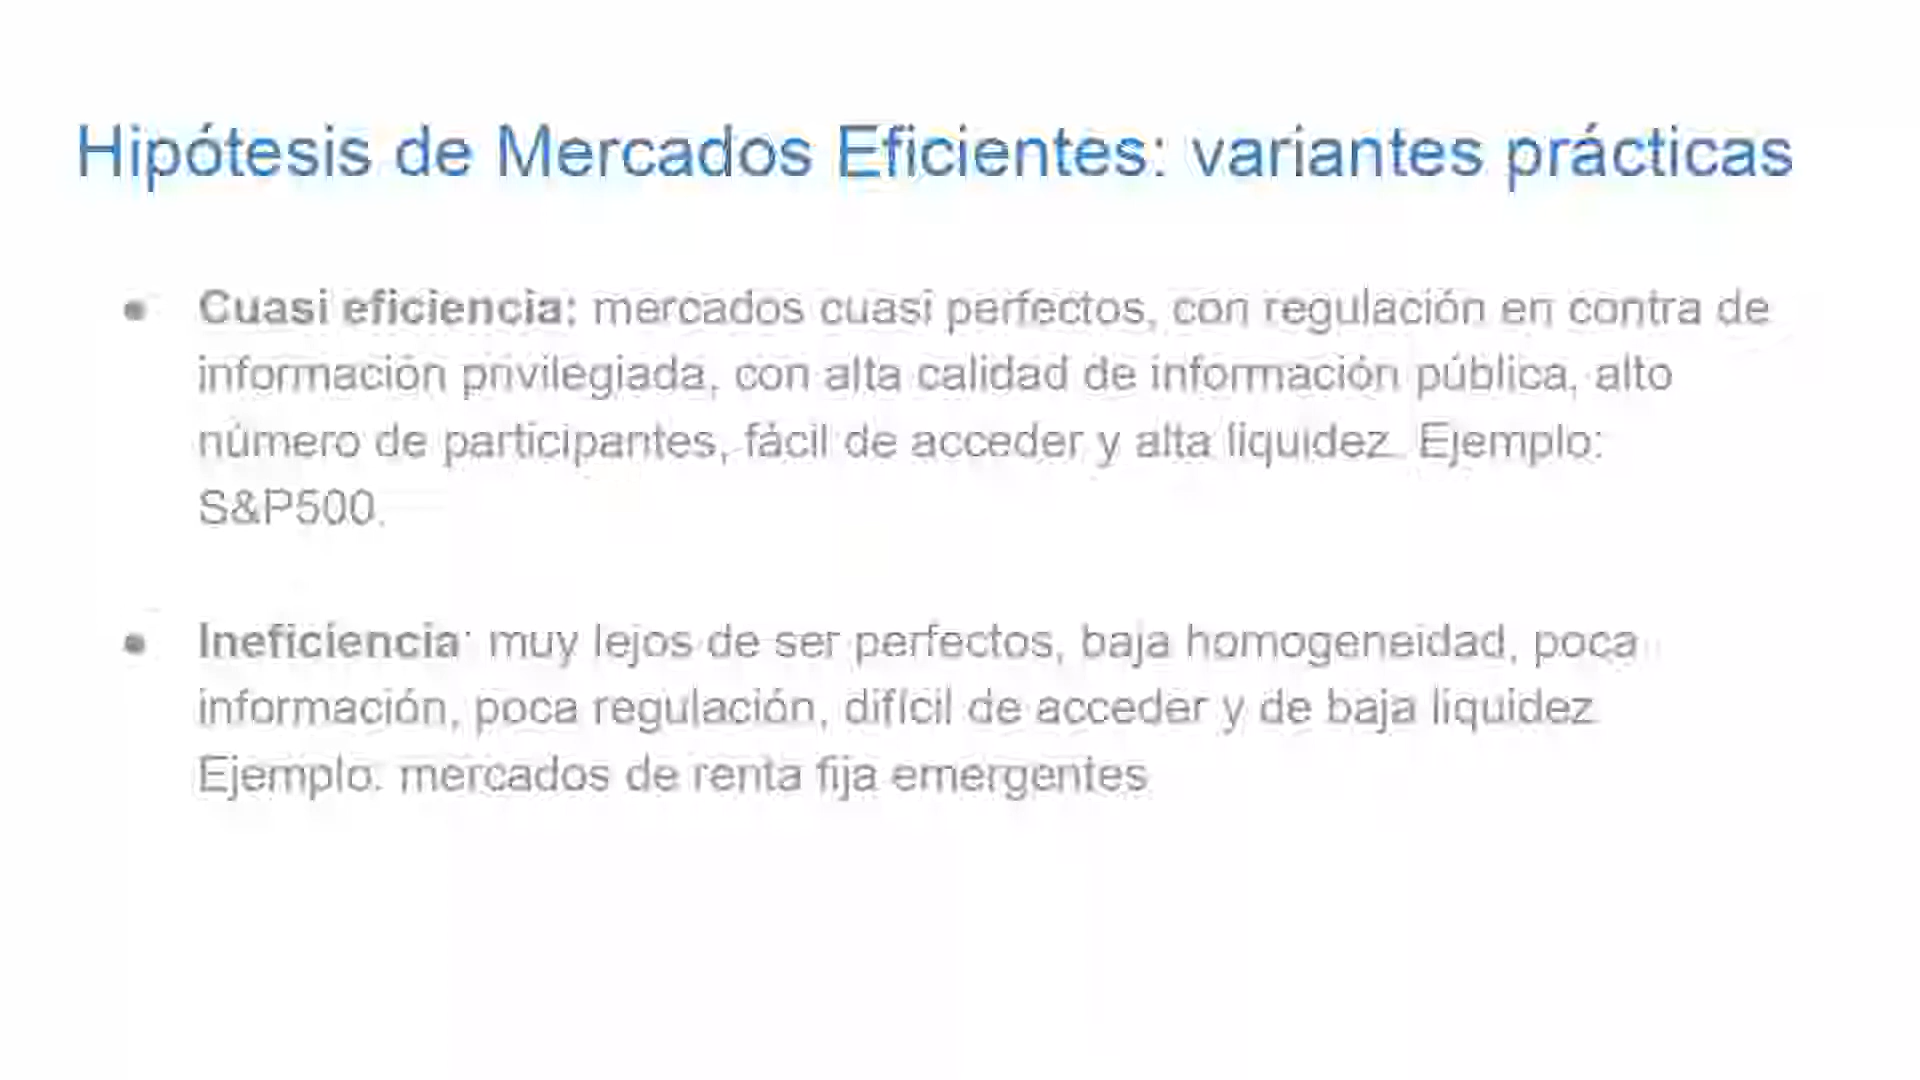 Hipótesis de Mercados Eficientes: variantes prácticas
● Cuasi eficiencia: mercados cuasi perfectos, con regulación en contra de
información privilegiada, con alta calidad de información pública, alto
número de participantes, fácil de acceder y alta liquidez. Ejemplo:
S&P500.
● Ineficiencia: muy lejos de ser perfectos, baja homogeneidad, poca
información, poca regulación, difícil de acceder y de baja liquidez
Ejemplo: mercados de renta fija emergentes